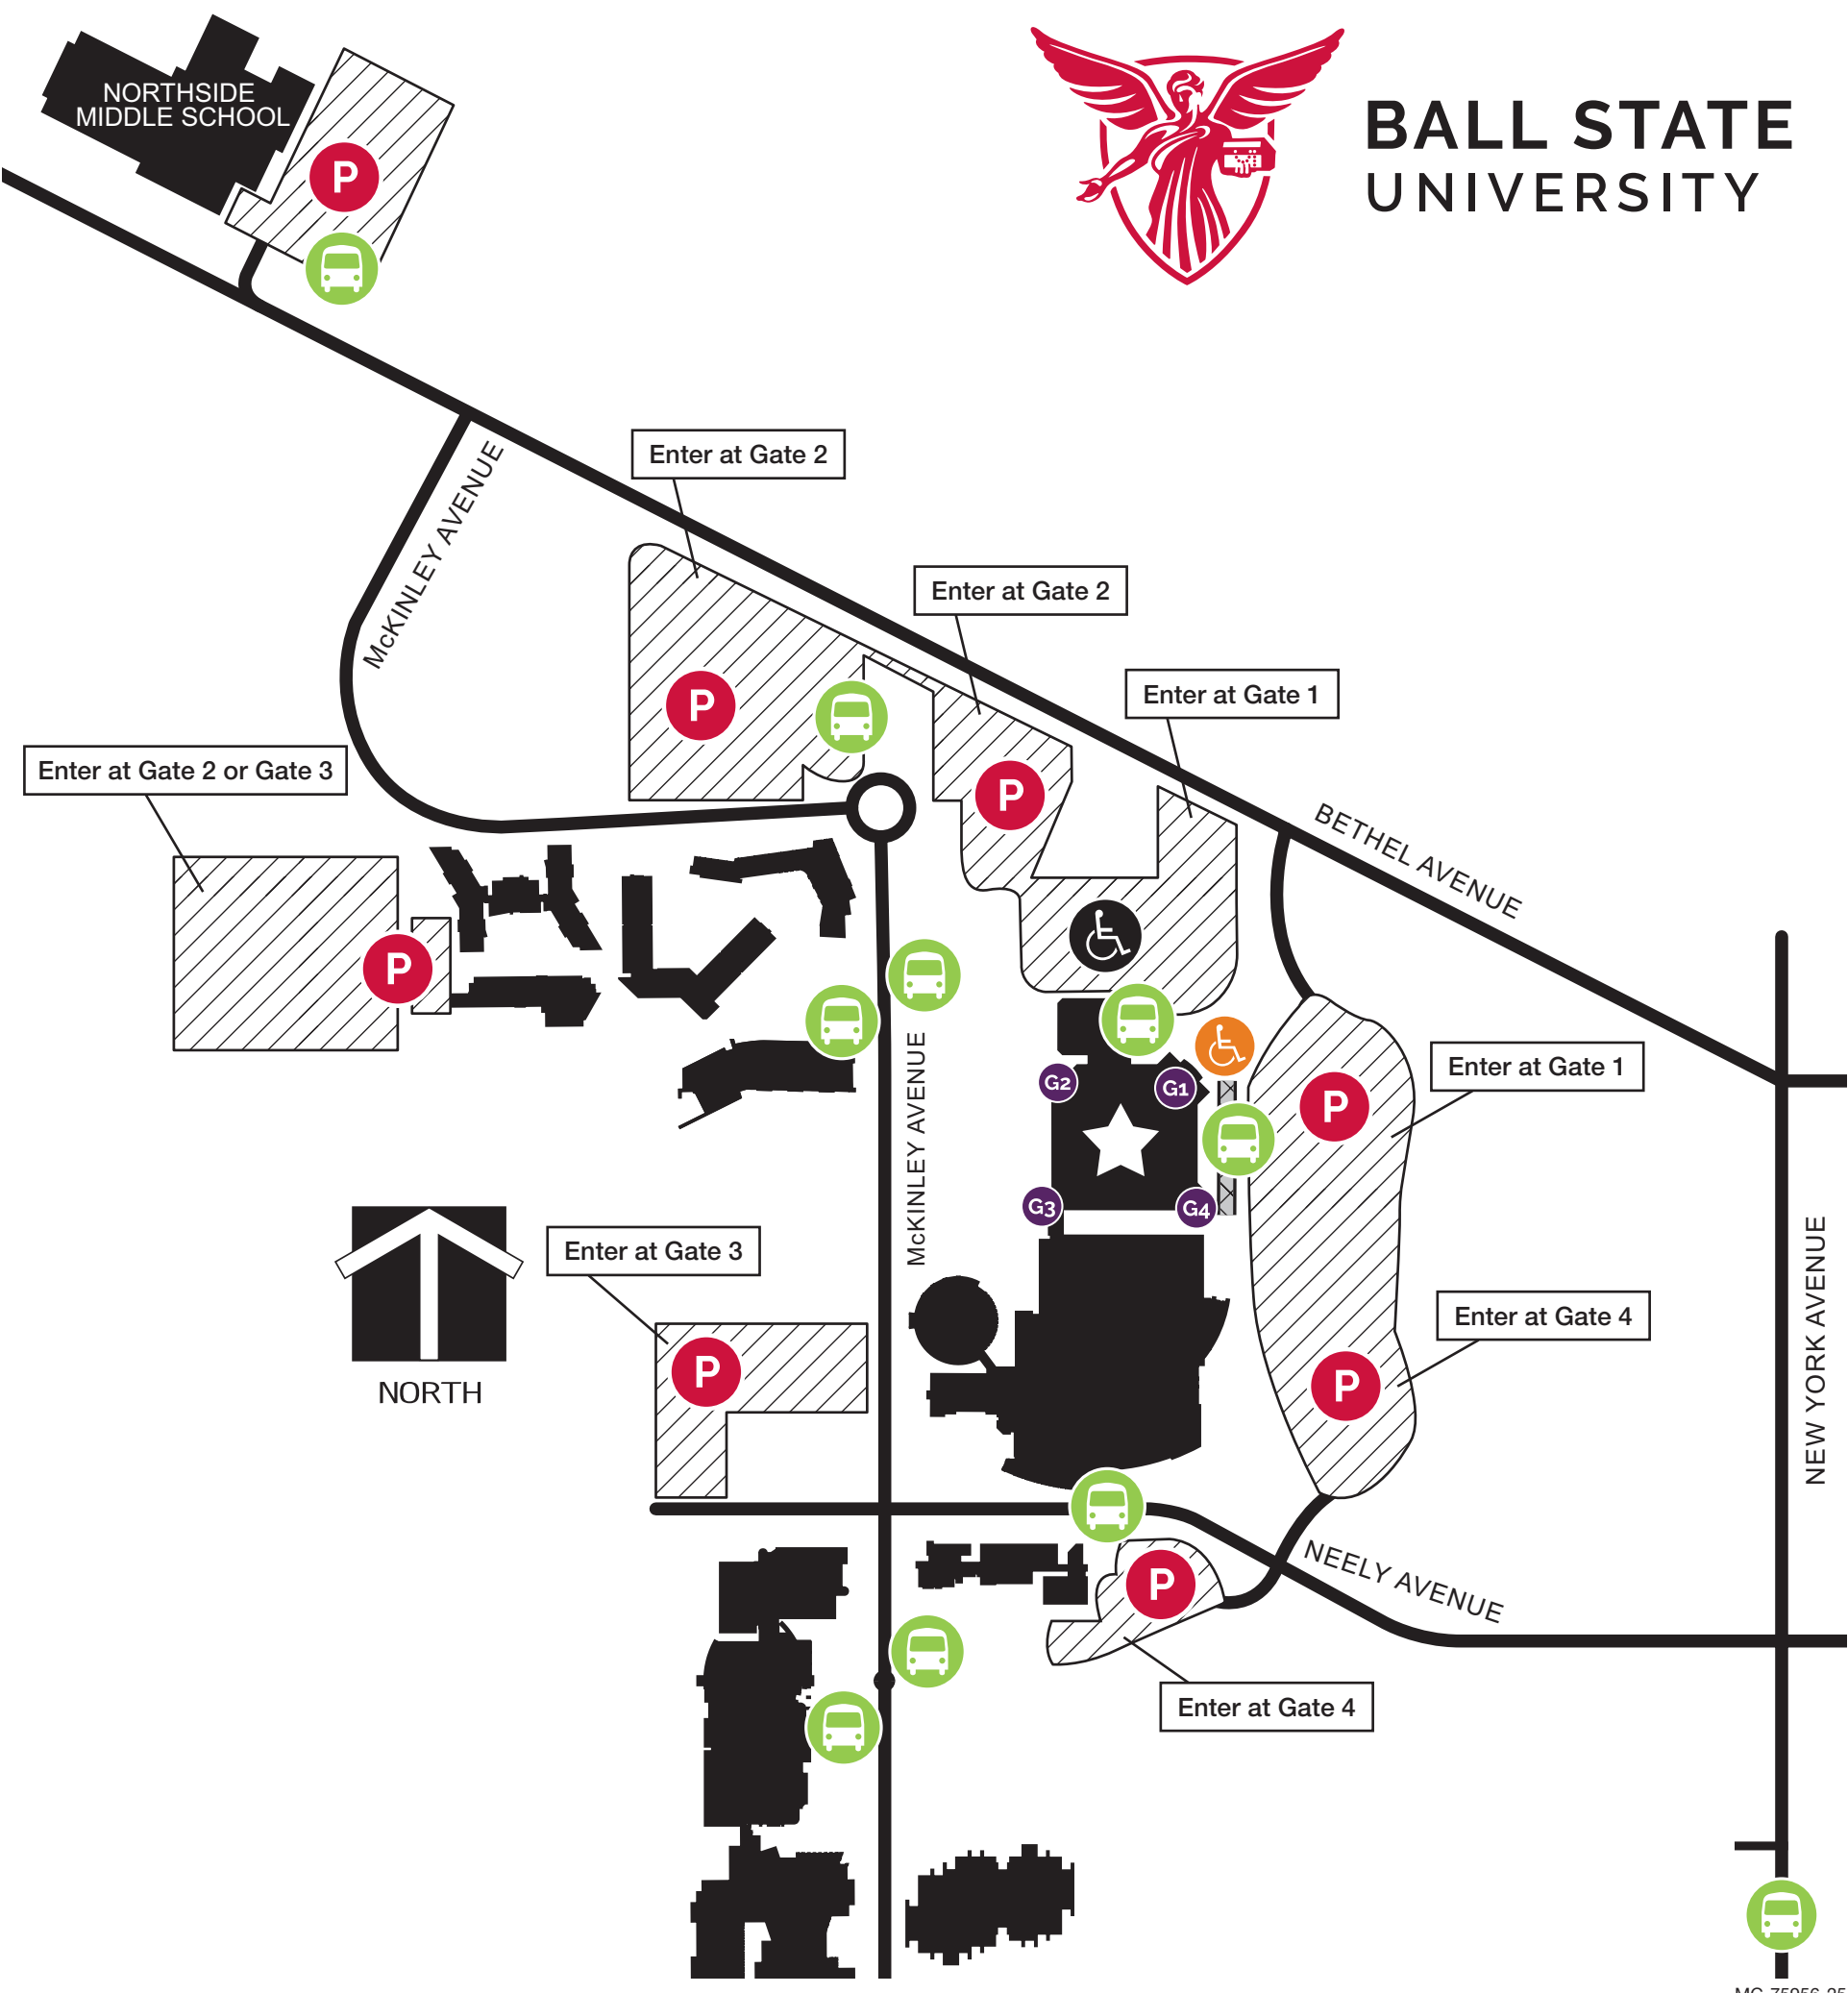 NORTHSIDE
MIDDLE SCHOOL
P
BALL STATE
UNIVERSITY
McKINLEY AVENUE
Enter at Gate 2
Enter at Gate 2
Enter at Gate 1
Enter at Gate 2 or Gate 3
P
P
BETHEL AVENUE
P
McKINLEY AVENUE
G2
G1
P
Enter at Gate 1
G3
G4
Enter at Gate 3
Enter at Gate 4
NEW YORK AVENUE
P
P
NORTH
NEELY AVENUE
P
Enter at Gate 4